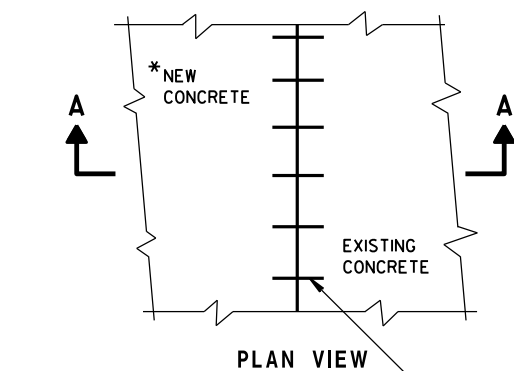 * NEW
CONCRETE
A
A
EXISTING
CONCRETE
PLAN VIEW